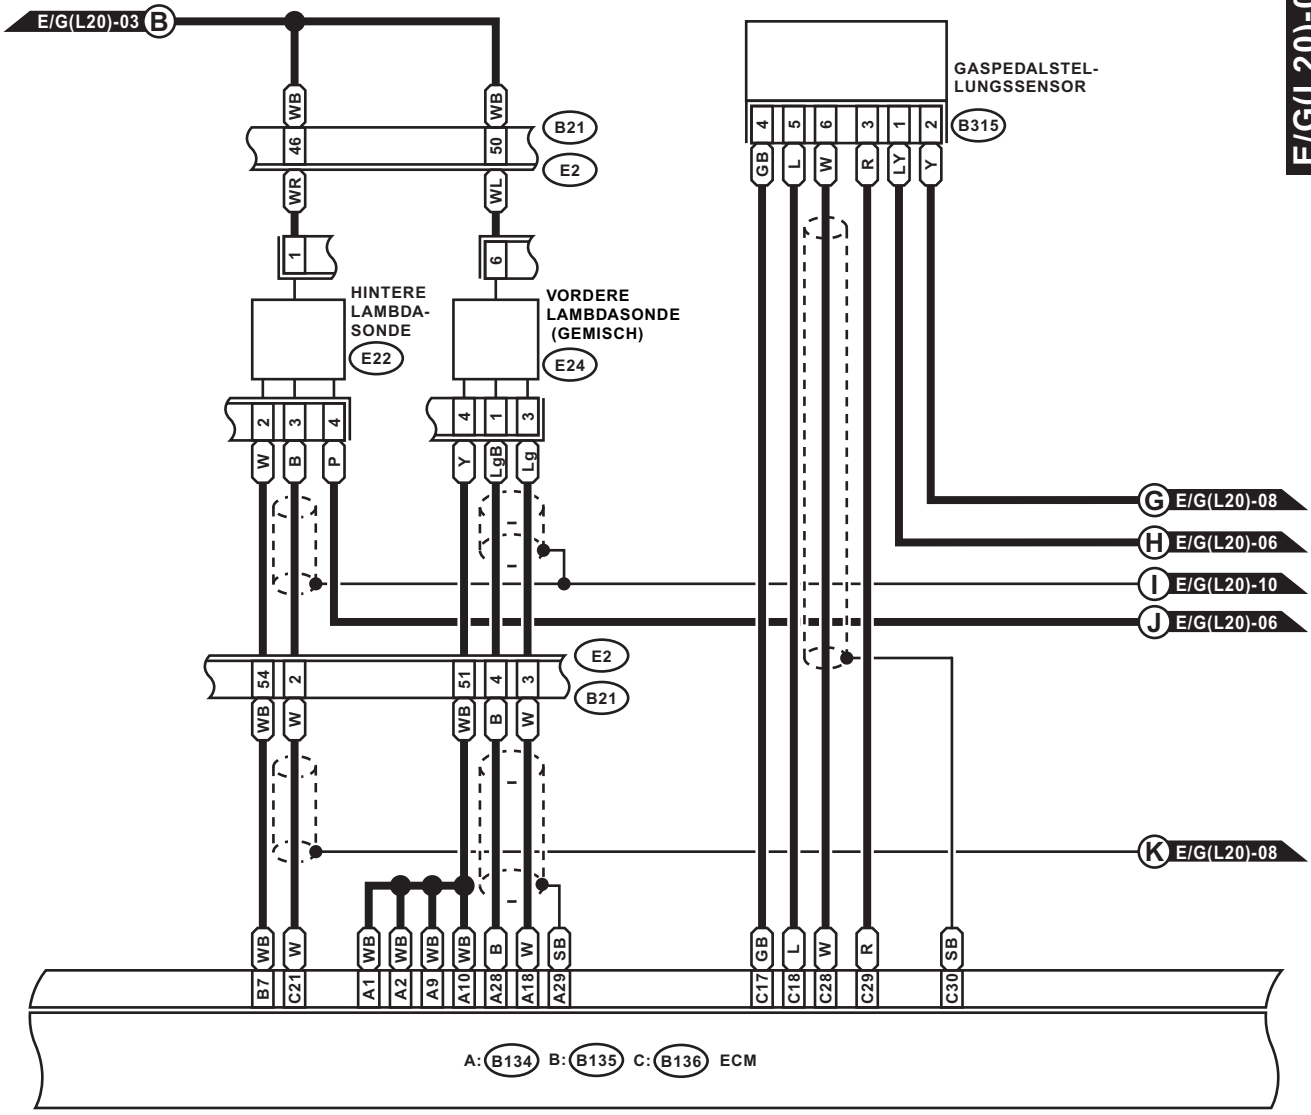 E/G(L20)-03 B
WB WB
46 50 B21
WR WL E2
1 6
HINTERE
LAMBDA-
SONDE
E22
VORDERE
LAMBDASONDE
(GEMISCH)
E24
GASPEDALSTEL-
LUNGSSENSOR
B315
4 5 6 3 1 2
GB L W R LY Y
2 3 4 4 1 3
W B P Y LgB Lg
G E/G(L20)-08
H E/G(L20)-06
I E/G(L20)-10
J E/G(L20)-06
E2
54 2 51 4 3
B21
WB W WB B W
K E/G(L20)-08
WB W WB WB WB WB B W SB GB L W R SB
B7 C21 A1 A2 A9 A10 A28 A18 A29 C17 C18 C28 C29 C30
A: B134 B: B135 C: B136 ECM